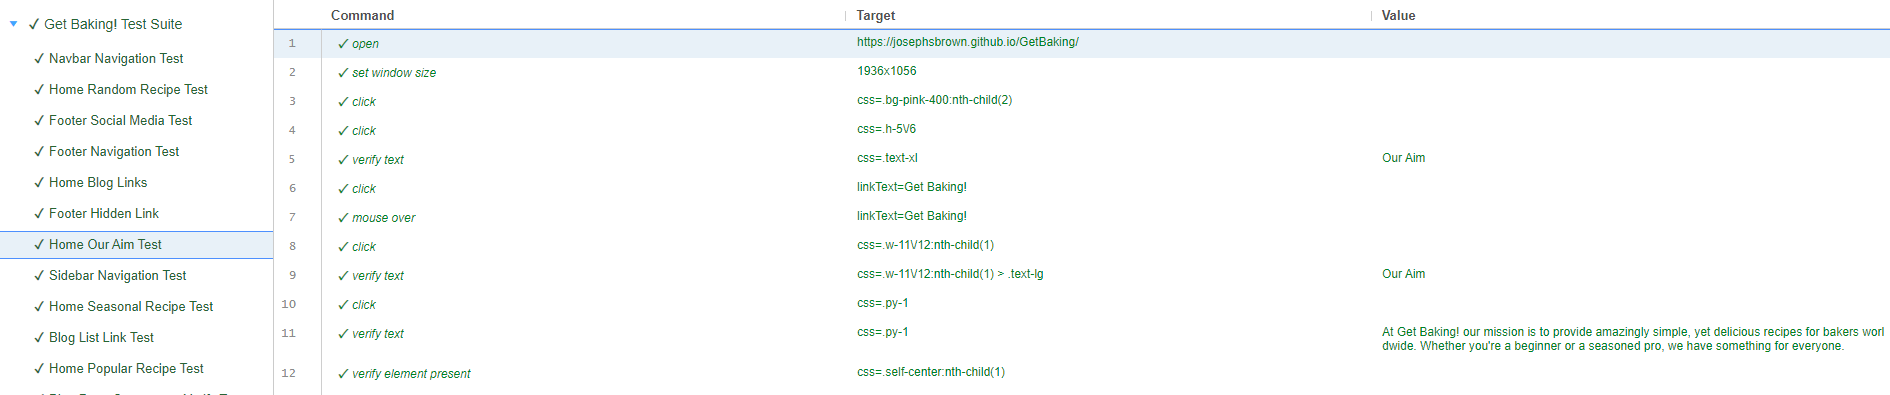 Get Baking! Test Suite
Navbar Navigation Test
Home Random Recipe Test
Footer Social Media Test
Footer Navigation Test
Home Blog Links
Footer Hidden Link
Home Our Aim Test
Sidebar Navigation Test
Home Seasonal Recipe Test
Blog List Link Test
Home Popular Recipe Test
Command Target Value
1 open https://josephsbrown.github.io/GetBaking/
2 set window size 1936x1056
3 click css=.bg-pink-400:nth-child(2)
4 click css=.h-5\/6
5 verify text css=.text-xl Our Aim
6 click linkText=Get Baking!
7 mouse over linkText=Get Baking!
8 click css=.w-11\/12:nth-child(1)
9 verify text css=.w-11\/12:nth-child(1) > .text-lg Our Aim
10 click css=.py-1
11 verify text css=.py-1 At Get Baking! our mission is to provide amazingly simple, yet delicious recipes for bakers worl
dwide. Whether you're a beginner or a seasoned pro, we have something for everyone.
12 verify element present css=.self-center:nth-child(1)